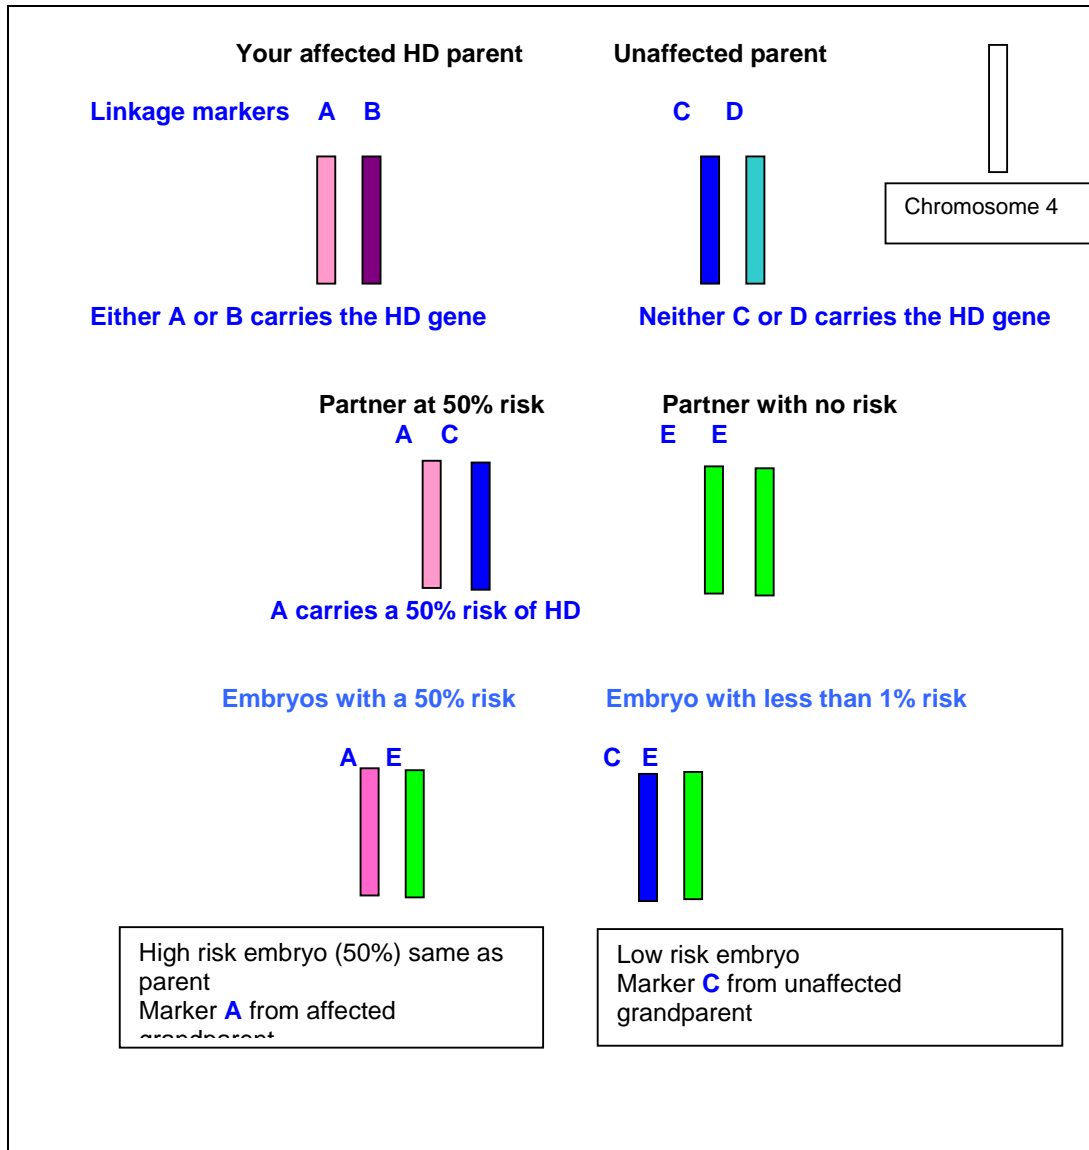 Your affected HD parent Unaffected parent
Linkage markers A B C D
Chromosome 4
Either A or B carries the HD gene Neither C or D carries the HD gene
Partner at 50% risk Partner with no risk
A C E E
A carries a 50% risk of HD
Embryos with a 50% risk Embryo with less than 1% risk
A E C E
High risk embryo (50%) same as
parent
Marker A from affected
grandparent
Low risk embryo
Marker C from unaffected
grandparent